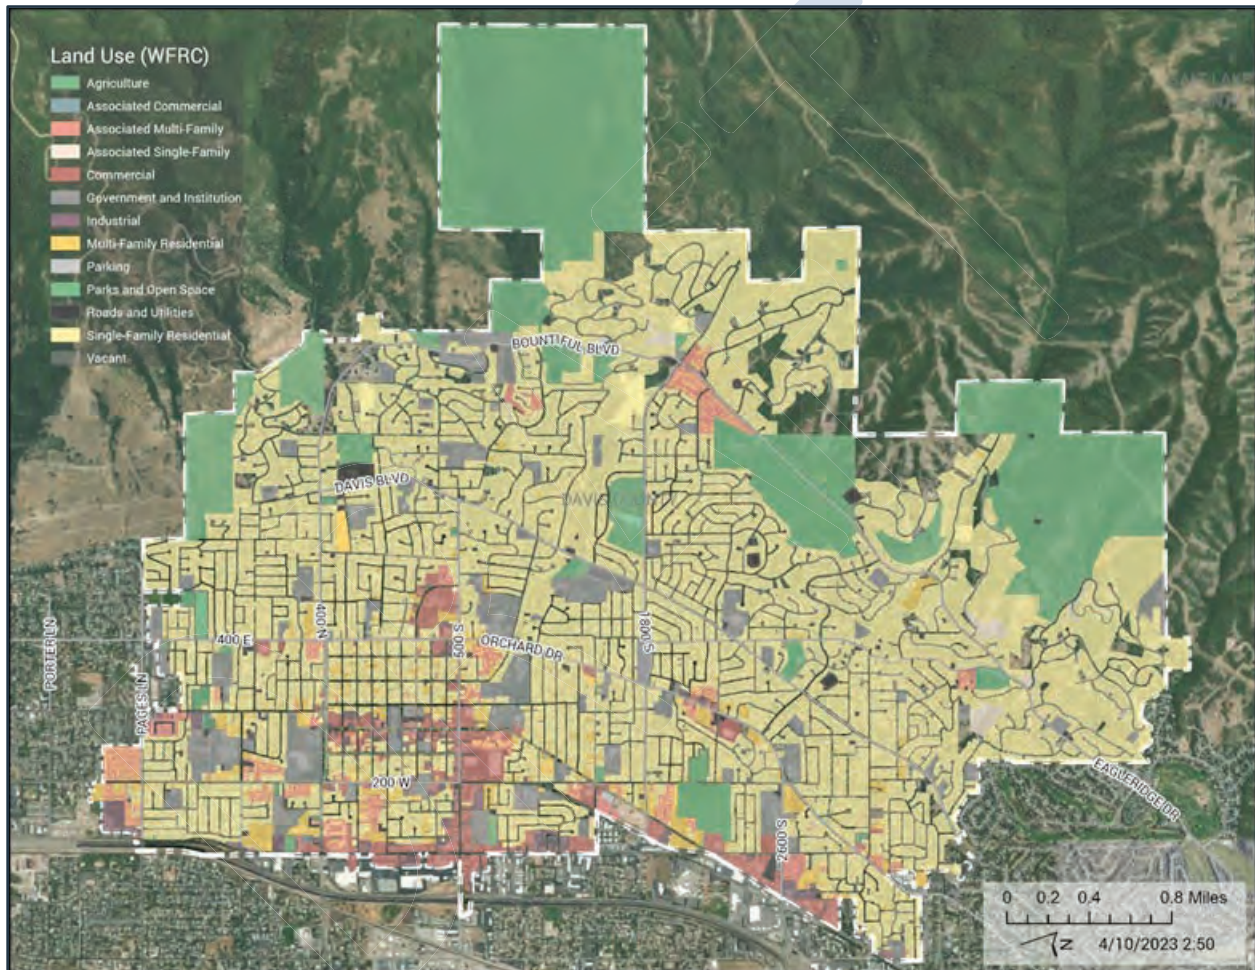 Land Use (WFRC)
Agriculture
Associated Commercial
Associated Multi-Family
Associated Single-Family
Commercial
Government and Institution
Industrial
Multi-Family Residential
Parking
Parks and Open Space
Roads and Utilities
Single-Family Residential
Vacant
BOUNTIFUL BLVD
DAVIS BLVD
DAVIS COUNTY
400 N
500 S
1800 S
400 E
ORCHARD DR
PORTER LN
PAGES LN
200 W
2600 S
EAGLERIDGE DR
0 0.2 0.4 0.8 Miles
N 4/10/2023 2:50